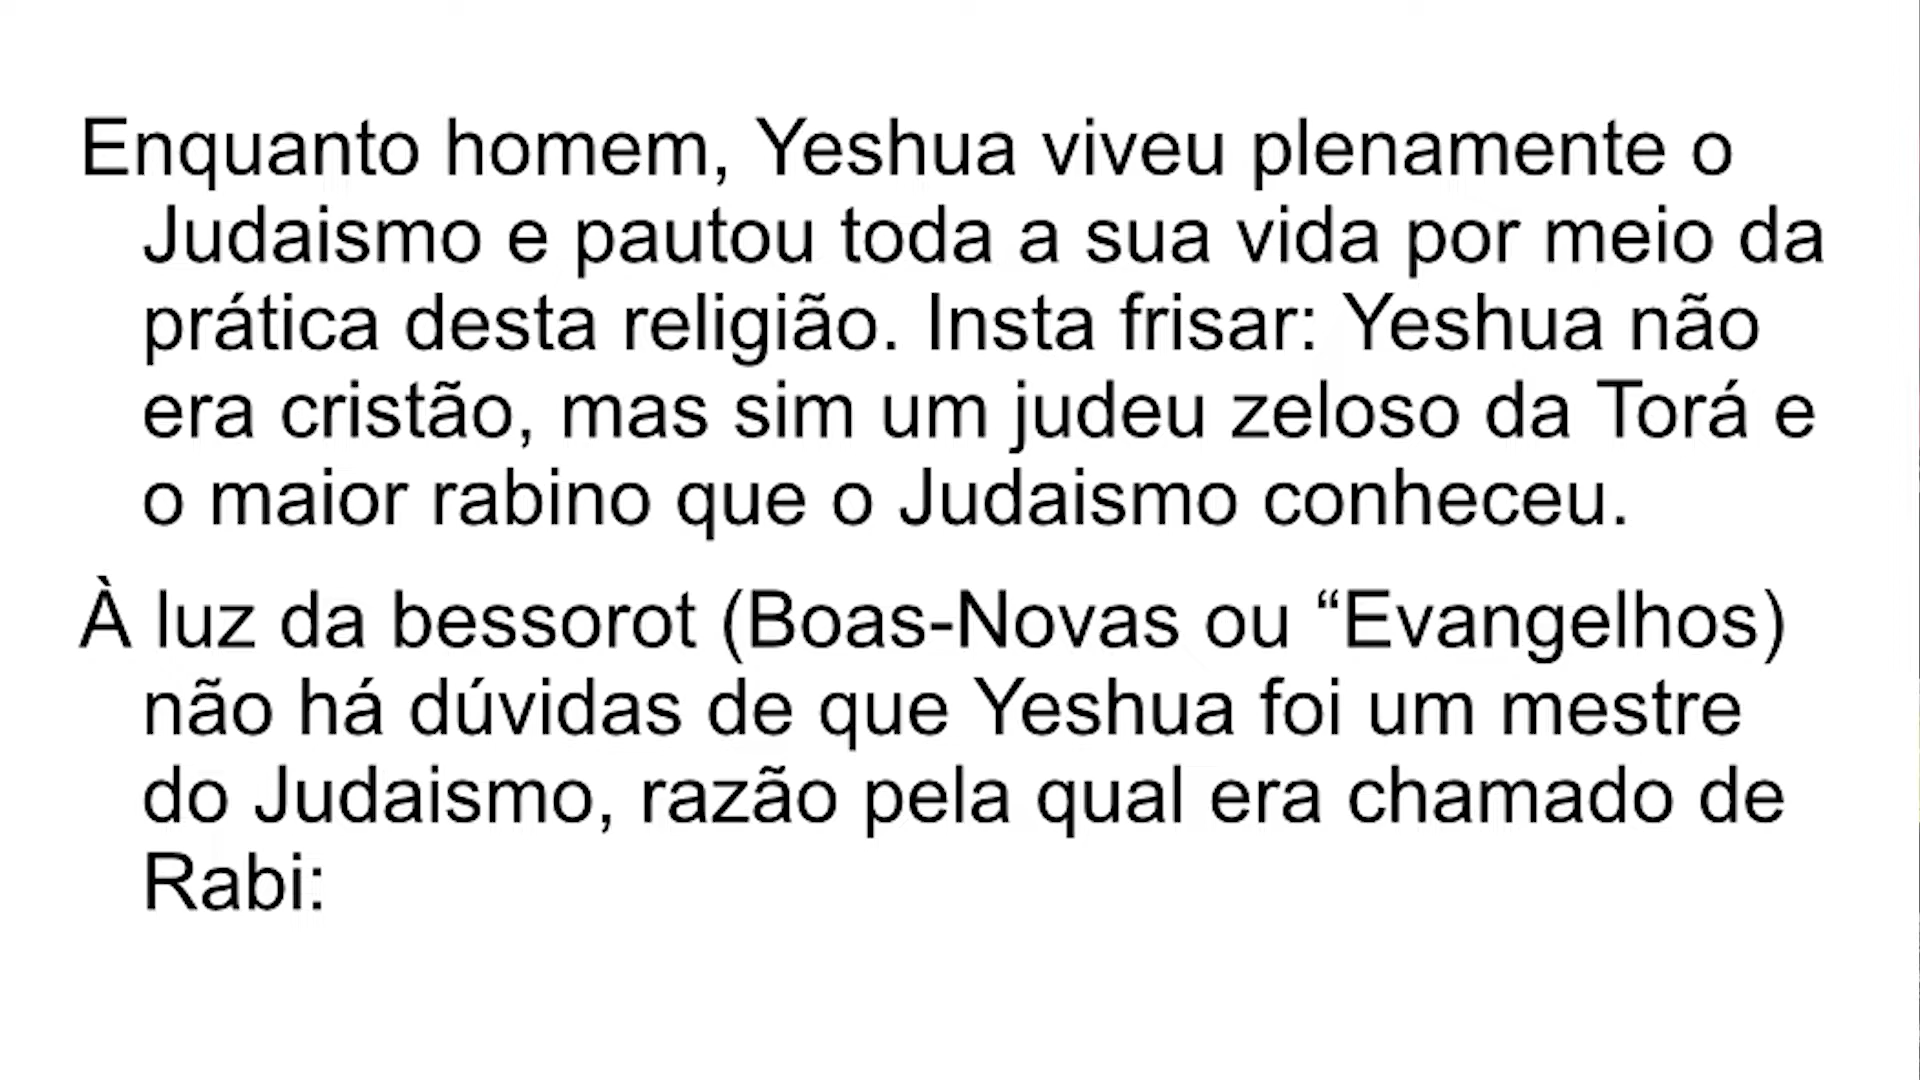 Enquanto homem, Yeshua viveu plenamente o
Judaismo e pautou toda a sua vida por meio da
prática desta religião. Insta frisar: Yeshua não
era cristão, mas sim um judeu zeloso da Torá e
o maior rabino que o Judaismo conheceu.
À luz da bessorot (Boas-Novas ou “Evangelhos)
não há dúvidas de que Yeshua foi um mestre
do Judaismo, razão pela qual era chamado de
Rabi: